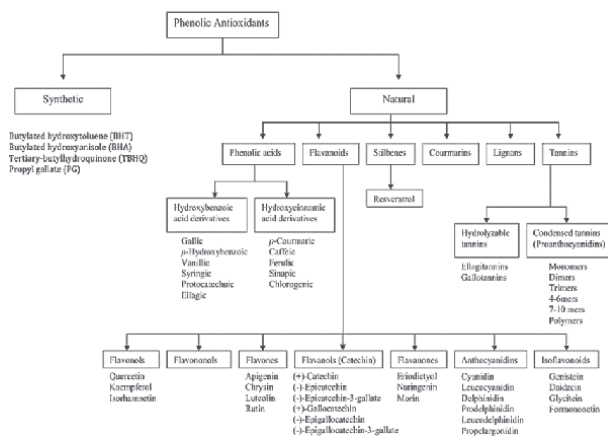 Phenolic Antioxidants
Synthetic
Natural
Butylated hydroxytoluene (BHT)
Butylated hydroxyanisole (BHA)
Tertiary-butylhydroquinone (TBHQ)
Propyl gallate (PG)
Phenolic acids
Flavanoids
Stilbenes
Courmarins
Lignans
Tannins
Resveratrol
Hydroxybenzoic
acid derivatives
Hydroxycinnamic
acid derivatives
Gallic
p-Hydroxybenzoic
Vanillic
Syringic
Protocatechuic
Ellagic
p-Courmaric
Caffeic
Ferulic
Sinapic
Chlorogenic
Hydrolyzable
tannins
Condensed tannins
(Proanthocyanidins)
Ellagitannins
Gallotannins
Monomers
Dimers
Trimers
4-6mers
7-10 mers
Polymers
Flavonols
Flavononols
Flavones
Flavanols (Catechin)
Flavanones
Anthocyanidins
Isoflavonoids
Quercetin
Kaempferol
Isorhamnetin
Apigenin
Chrysin
Luteolin
Rutin
(+)-Catechin
(-)-Epicatechin
(-)-Epicatechin-3-gallate
(+)-Gallocatechin
(-)-Epigallocatechin
(-)-Epigallocatechin-3-gallate
Eriodictyol
Naringenin
Morin
Cyanidin
Leucocyanidin
Delphinidin
Prodelphinidin
Leucodelphinidin
Propelargonidin
Genistein
Daidzein
Glycitein
Formononetin